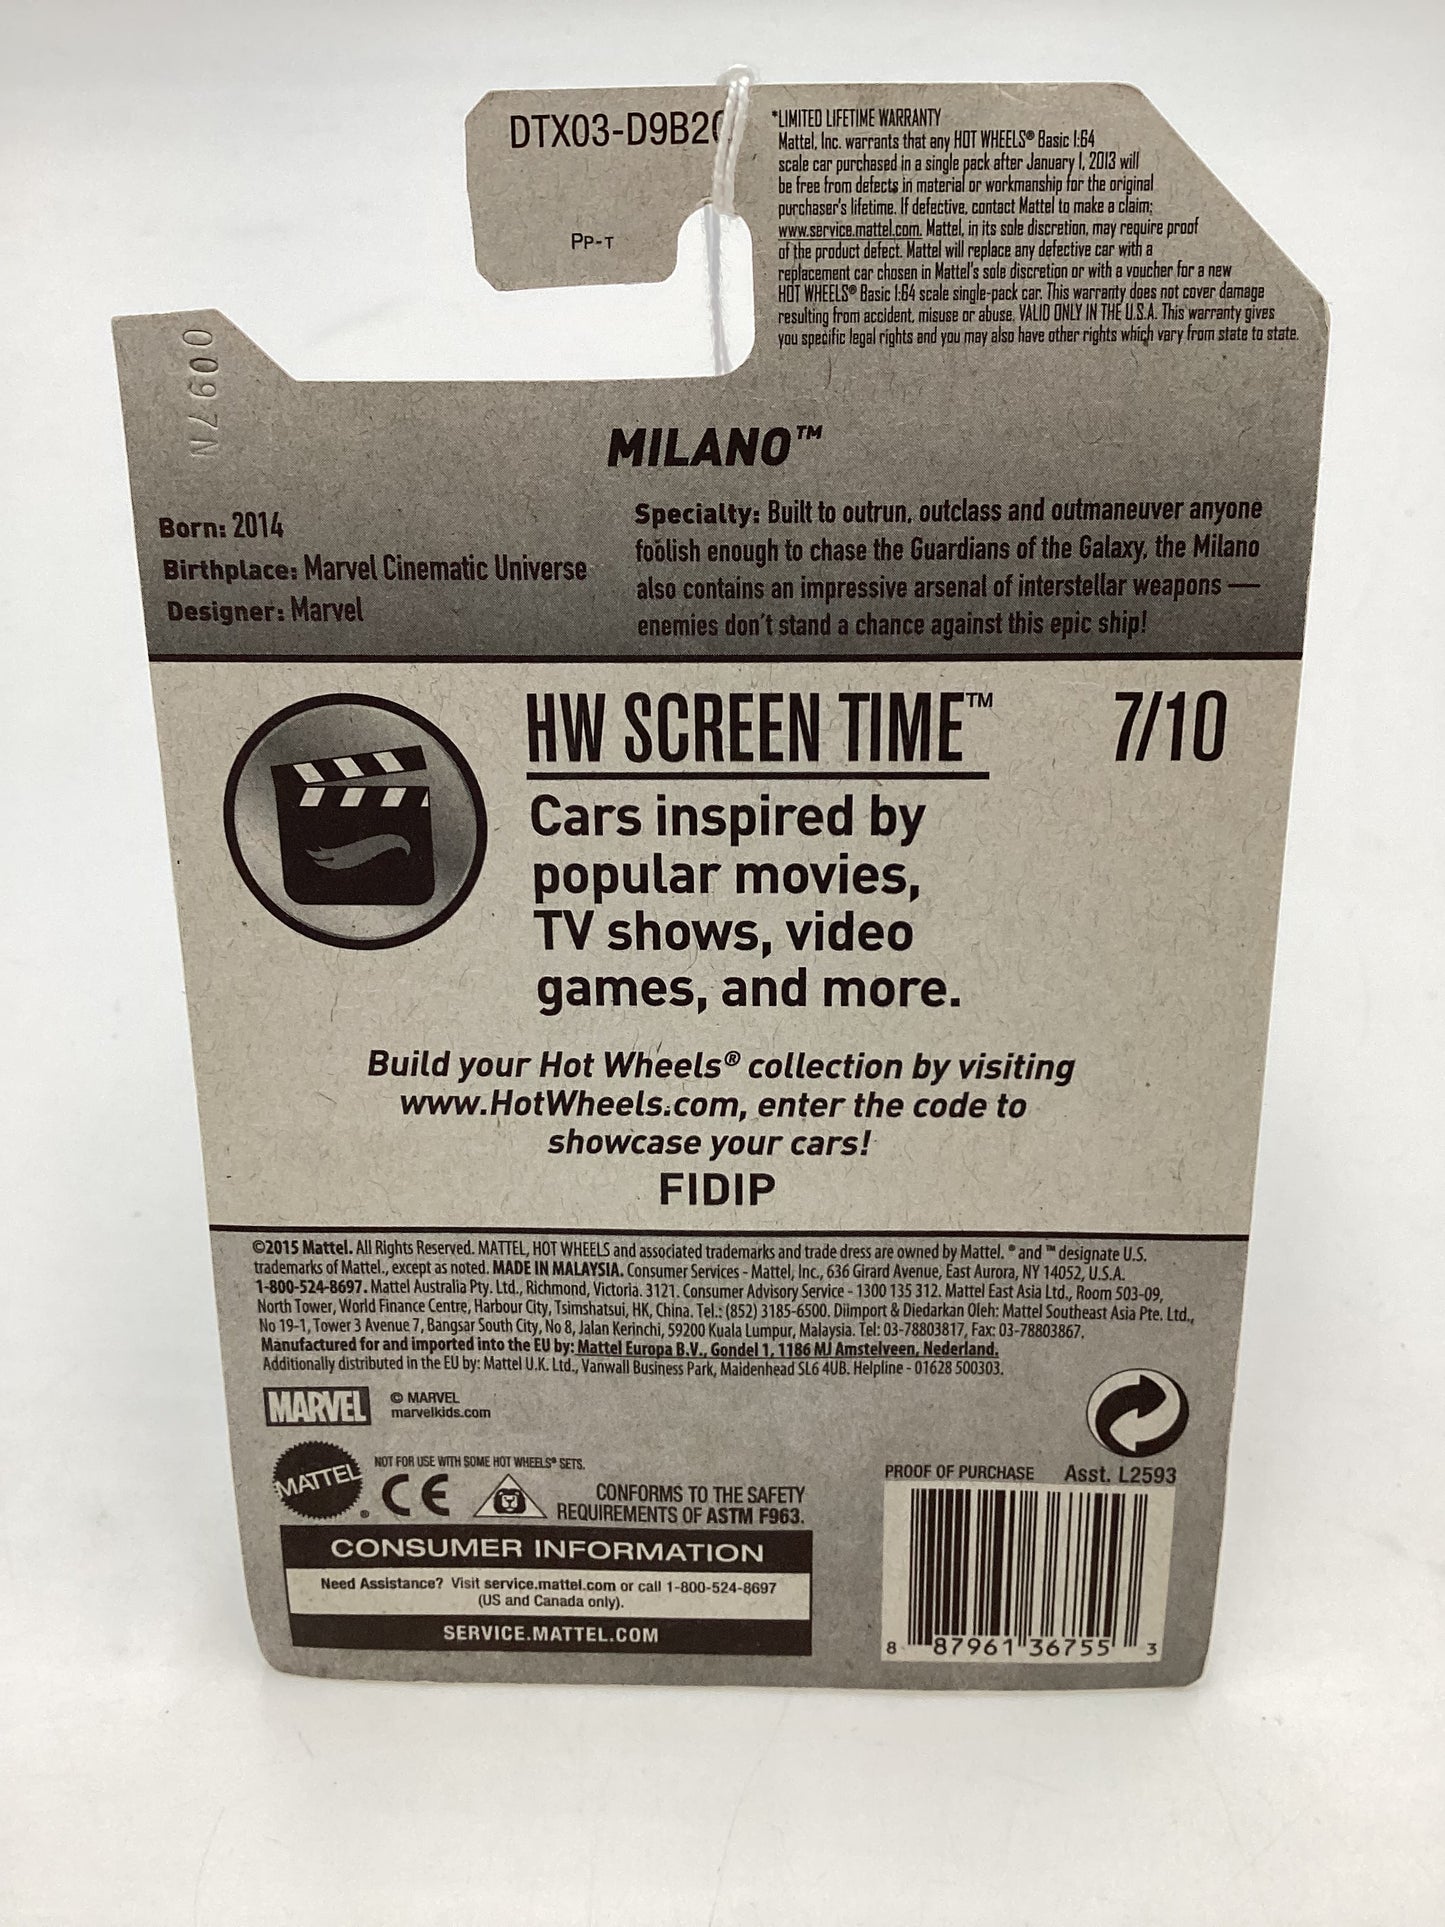 DTX03-D9B2
PP-T
*LIMITED LIFETIME WARRANTY
Mattel, Inc. warrants that any HOT WHEELS® Basic 1:64
scale car purchased in a single pack after January 1, 2013 will
be free from defects in material or workmanship for the original
purchaser's lifetime. If defective, contact Mattel to make a claim;
www.service.mattel.com. Mattel, in its sole discretion, may require proof
of the product defect. Mattel will replace any defective car with a
replacement car chosen in Mattel's sole discretion or with a voucher for a new
HOT WHEELS® Basic 1:64 scale single-pack car. This warranty does not cover damage
resulting from accident, misuse or abuse. VALID ONLY IN THE U.S.A. This warranty gives
you specific legal rights and you may also have other rights which vary from state to state.
0097N
MILANO™
Born: 2014
Birthplace: Marvel Cinematic Universe
Designer: Marvel
Specialty: Built to outrun, outclass and outmaneuver anyone
foolish enough to chase the Guardians of the Galaxy, the Milano
also contains an impressive arsenal of interstellar weapons —
enemies don't stand a chance against this epic ship!
HW SCREEN TIME™ 7/10
Cars inspired by
popular movies,
TV shows, video
games, and more.
Build your Hot Wheels® collection by visiting
www.HotWheels.com, enter the code to
showcase your cars!
FIDIP
©2015 Mattel. All Rights Reserved. MATTEL, HOT WHEELS and associated trademarks and trade dress are owned by Mattel. ® and ™ designate U.S.
trademarks of Mattel., except as noted. MADE IN MALAYSIA. Consumer Services - Mattel, Inc., 636 Girard Avenue, East Aurora, NY 14052, U.S.A.
1-800-524-8697. Mattel Australia Pty. Ltd., Richmond, Victoria. 3121. Consumer Advisory Service - 1300 135 312. Mattel East Asia Ltd., Room 503-09,
North Tower, World Finance Centre, Harbour City, Tsimshatsui, HK, China. Tel.: (852) 3185-6500. Diimport & Diedarkan Oleh: Mattel Southeast Asia Pte. Ltd.,
No 19-1, Tower 3 Avenue 7, Bangsar South City, No 8, Jalan Kerinchi, 59200 Kuala Lumpur, Malaysia. Tel: 03-78803817, Fax: 03-78803867.
Manufactured for and imported into the EU by: Mattel Europa B.V., Gondel 1, 1186 MJ Amstelveen, Nederland.
Additionally distributed in the EU by: Mattel U.K. Ltd., Vanwall Business Park, Maidenhead SL6 4UB. Helpline - 01628 500303.
MARVEL
© MARVEL
marvelkids.com
MATTEL®
NOT FOR USE WITH SOME HOT WHEELS® SETS.
CE
CONFORMS TO THE SAFETY
REQUIREMENTS OF ASTM F963.
PROOF OF PURCHASE Asst. L2593
CONSUMER INFORMATION
Need Assistance? Visit service.mattel.com or call 1-800-524-8697
(US and Canada only).
SERVICE.MATTEL.COM
8 87961 36755 3